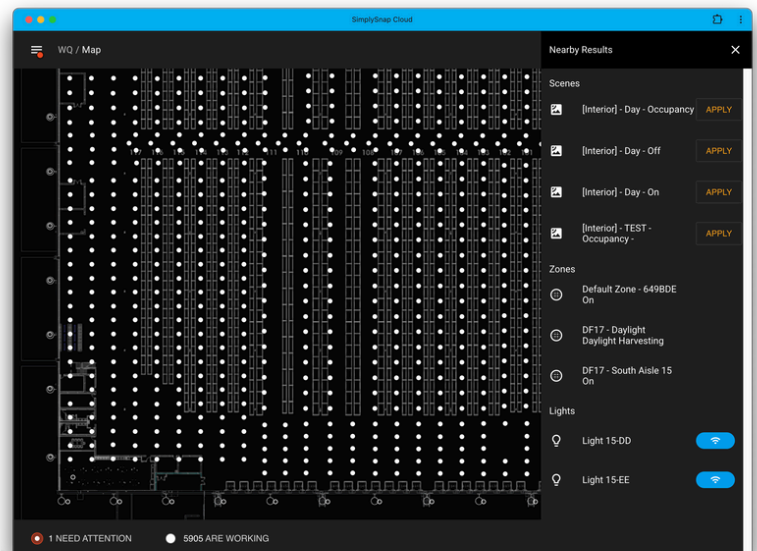 SimplySnap Cloud
WQ / Map
Nearby Results
Scenes
[Interior] - Day - Occupancy
APPLY
[Interior] - Day - Off
APPLY
[Interior] - Day - On
APPLY
[Interior] - TEST -
Occupancy -
APPLY
Zones
Default Zone - 649BDE
On
DF17 - Daylight
Daylight Harvesting
DF17 - South Aisle 15
On
Lights
Light 15-DD
Light 15-EE
1 NEED ATTENTION
5905 ARE WORKING